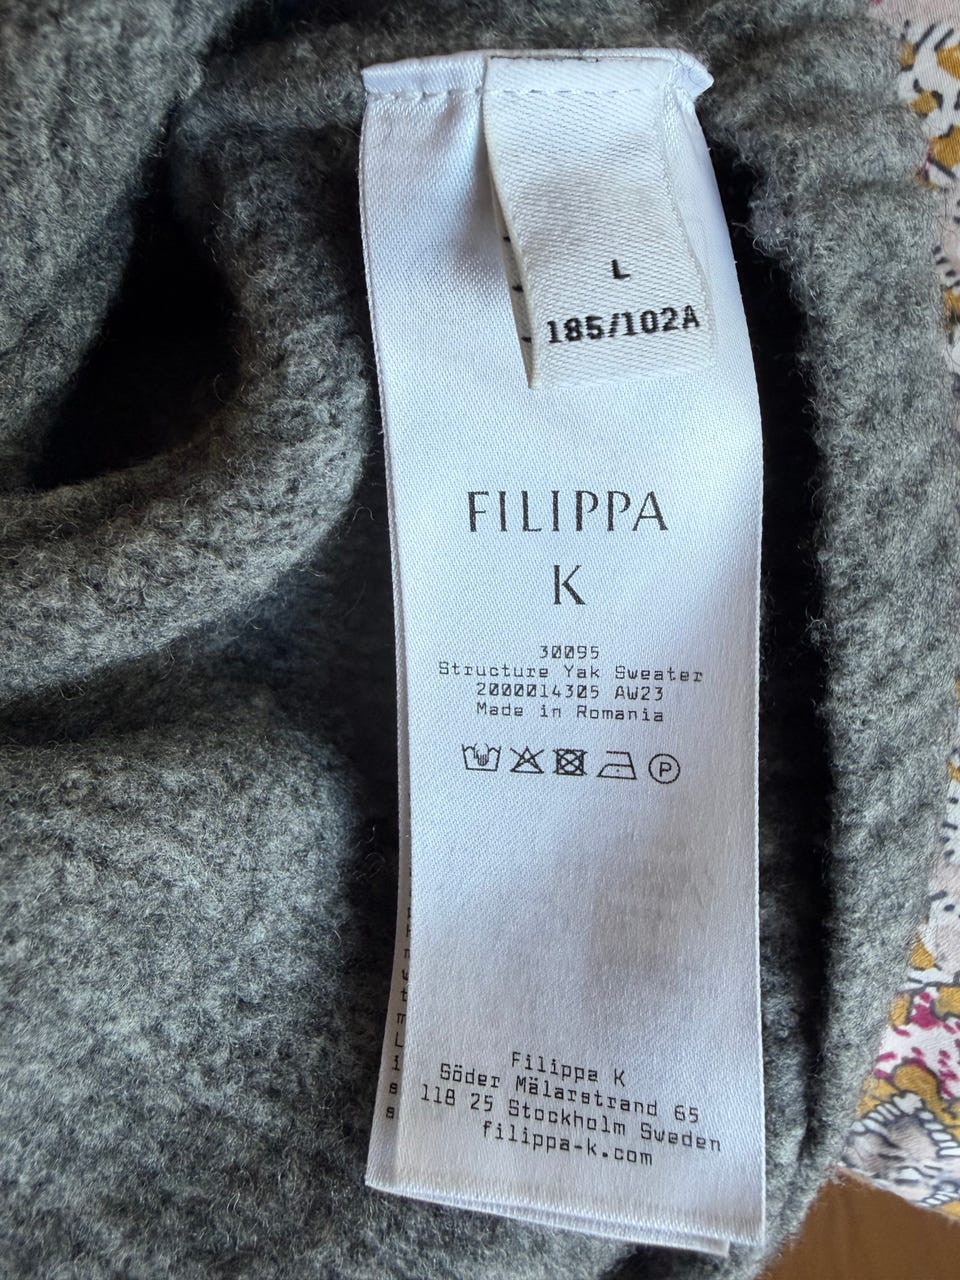 L
185/102A
FILIPPA
K
30095
Structure Yak Sweater
2000014305 AW23
Made in Romania
P
Filippa K
Söder Mälarstrand 65
118 25 Stockholm Sweden
filippa-k.com